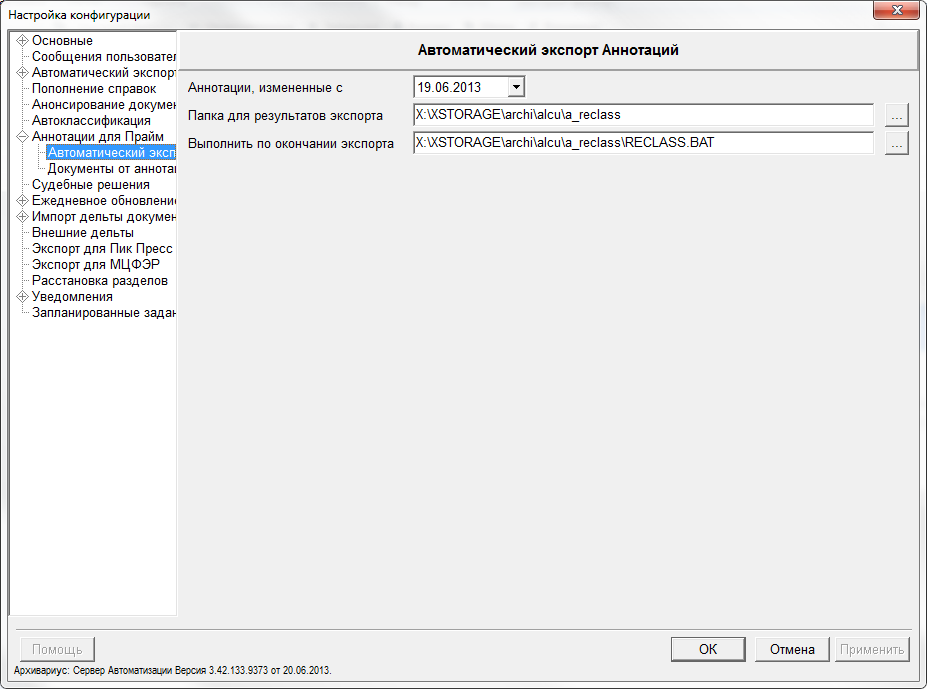 Настройка конфигурации
Основные
Сообщения пользовател
Автоматический экспорт
Пополнение справок
Анонсирование докумен
Автоклассификация
Аннотации для Прайм
Автоматический эксп
Документы от аннота
Судебные решения
Ежедневное обновлени
Импорт дельты докумен
Внешние дельты
Экспорт для Пик Пресс
Экспорт для МЦФЭР
Расстановка разделов
Уведомления
Запланированные задан
Автоматический экспорт Аннотаций
Аннотации, измененные с 19.06.2013
Папка для результатов экспорта X:\XSTORAGE\archi\alcu\a_reclass ...
Выполнить по окончании экспорта X:\XSTORAGE\archi\alcu\a_reclass\RECLASS.BAT ...
Помощь OK Отмена Применить
Архивариус: Сервер Автоматизации Версия 3.42.133.9373 от 20.06.2013.